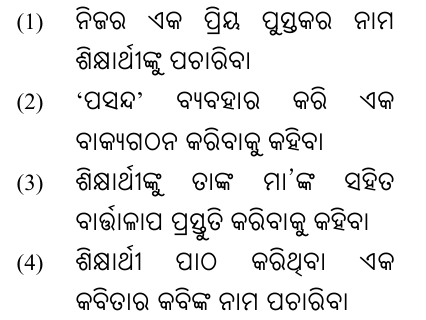 (1) ନିଜର ଏକ ପ୍ରିୟ ପୁସ୍ତକର ନାମ
ଶିକ୍ଷାର୍ଥୀଙ୍କୁ ପଚାରିବା
(2) ‘ପସନ୍ଦ’ ବ୍ୟବହାର କରି ଏକ
ବାକ୍ୟଗଠନ କରିବାକୁ କହିବା
(3) ଶିକ୍ଷାର୍ଥୀଙ୍କୁ ତାଙ୍କ ମା’ଙ୍କ ସହିତ
ବାର୍ତ୍ତାଳାପ ପ୍ରସ୍ତୁତି କରିବାକୁ କହିବା
(4) ଶିକ୍ଷାର୍ଥୀ ପାଠ କରିଥିବା ଏକ
କବିତାର କବିଙ୍କ ନାମ ପଚାରିବା